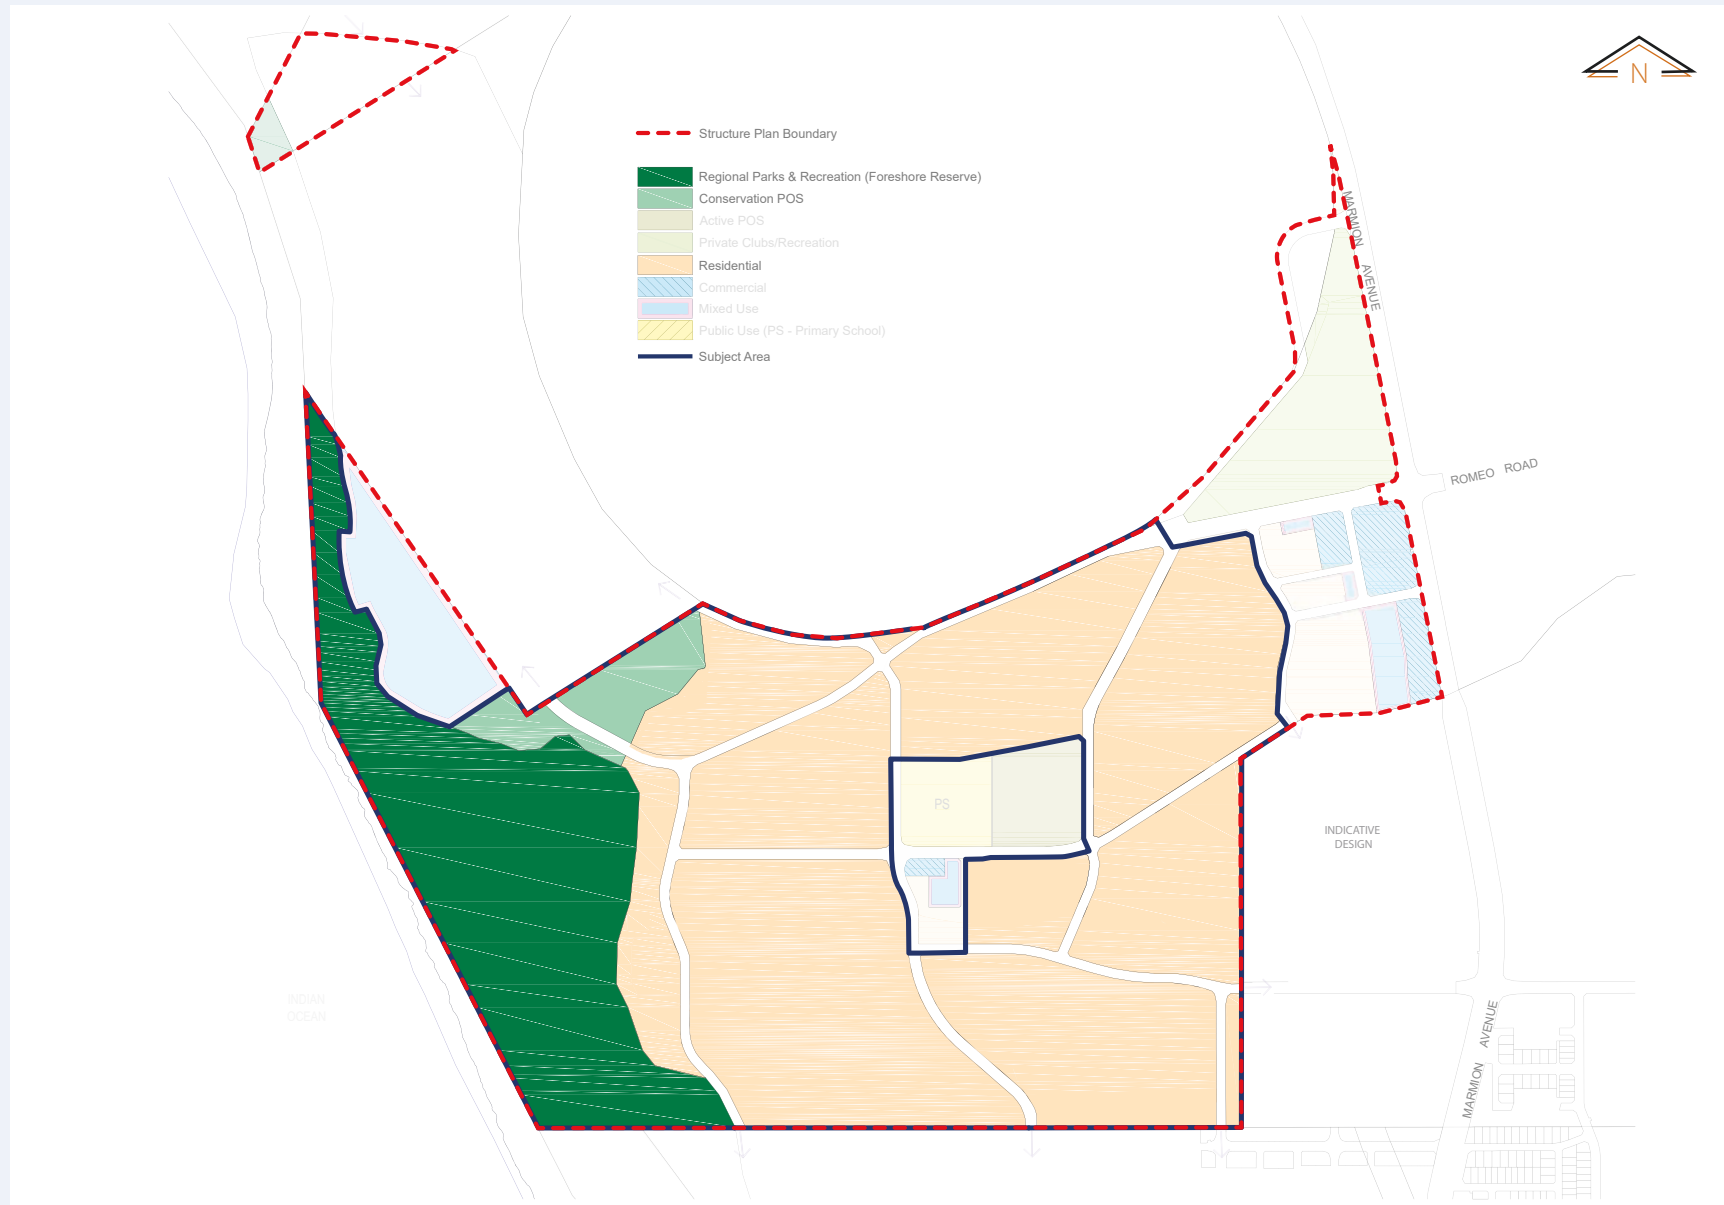 N
Structure Plan Boundary
Regional Parks & Recreation (Foreshore Reserve)
Conservation POS
Active POS
Private Clubs/Recreation
Residential
Commercial
Mixed Use
Public Use (PS - Primary School)
Subject Area
MARMION AVENUE
ROMEO ROAD
PS
INDICATIVE
DESIGN
INDIAN
OCEAN
MARMION AVENUE